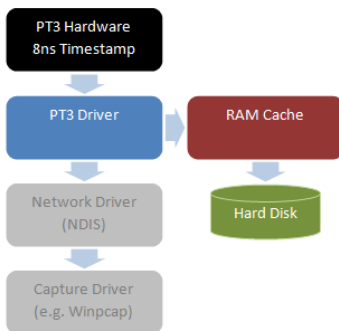 PT3 Hardware
8ns Timestamp
PT3 Driver
RAM Cache
Network Driver
(NDIS)
Hard Disk
Capture Driver
(e.g. Winpcap)